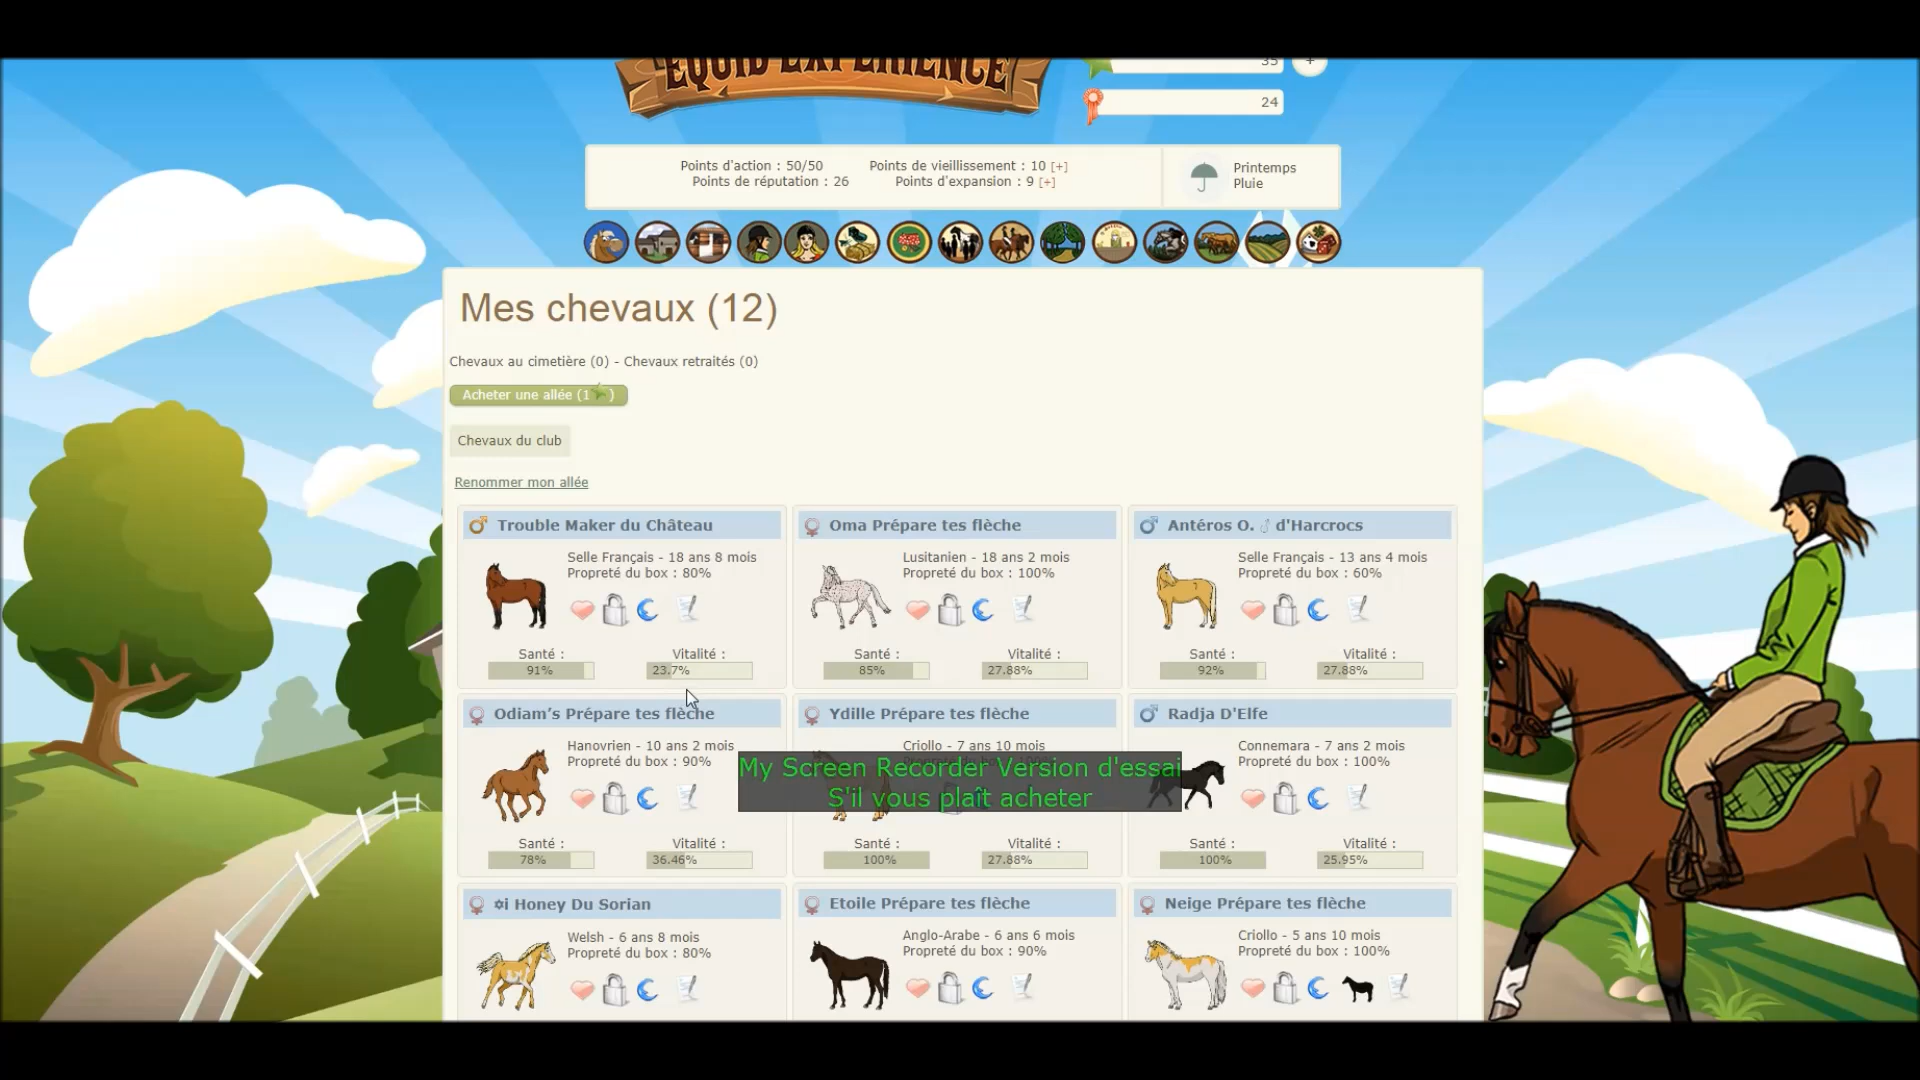 EQUID EXPERIENCE
35
+
24
Points d'action : 50/50 Points de vieillissement : 10 [+]
Points de réputation : 26 Points d'expansion : 9 [+]
Printemps
Pluie
Mes chevaux (12)
Chevaux au cimetière (0) - Chevaux retraités (0)
Acheter une allée (1 )
Chevaux du club
Renommer mon allée
Trouble Maker du Château
Selle Français - 18 ans 8 mois
Propreté du box : 80%
Santé : Vitalité :
91% 23.7%
Oma Prépare tes flèche
Lusitanien - 18 ans 2 mois
Propreté du box : 100%
Santé : Vitalité :
85% 27.88%
Antéros O. d'Harcrocs
Selle Français - 13 ans 4 mois
Propreté du box : 60%
Santé : Vitalité :
92% 27.88%
Odiam’s Prépare tes flèche
Hanovrien - 10 ans 2 mois
Propreté du box : 90%
Santé : Vitalité :
78% 36.46%
Ydille Prépare tes flèche
Criollo - 7 ans 10 mois
My Screen Recorder Version d'essai
S'il vous plaît acheter
Santé : Vitalité :
100% 27.88%
Radja D'Elfe
Connemara - 7 ans 2 mois
Propreté du box : 100%
Santé : Vitalité :
100% 25.95%
✡i Honey Du Sorian
Welsh - 6 ans 8 mois
Propreté du box : 80%
Etoile Prépare tes flèche
Anglo-Arabe - 6 ans 6 mois
Propreté du box : 90%
Neige Prépare tes flèche
Criollo - 5 ans 10 mois
Propreté du box : 100%